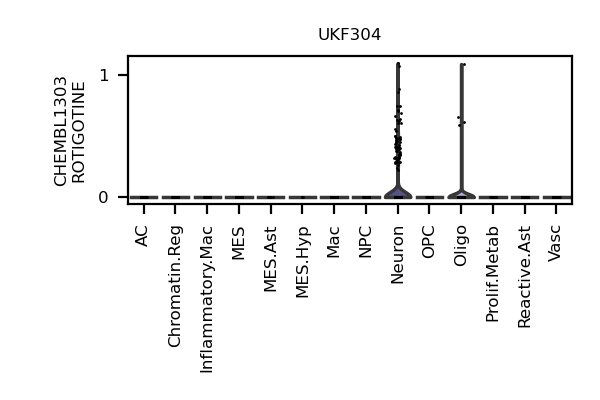 UKF304
CHEMBL1303
ROTIGOTINE
1
0
AC
Chromatin.Reg
Inflammatory.Mac
MES
MES.Ast
MES.Hyp
Mac
NPC
Neuron
OPC
Oligo
Prolif.Metab
Reactive.Ast
Vasc